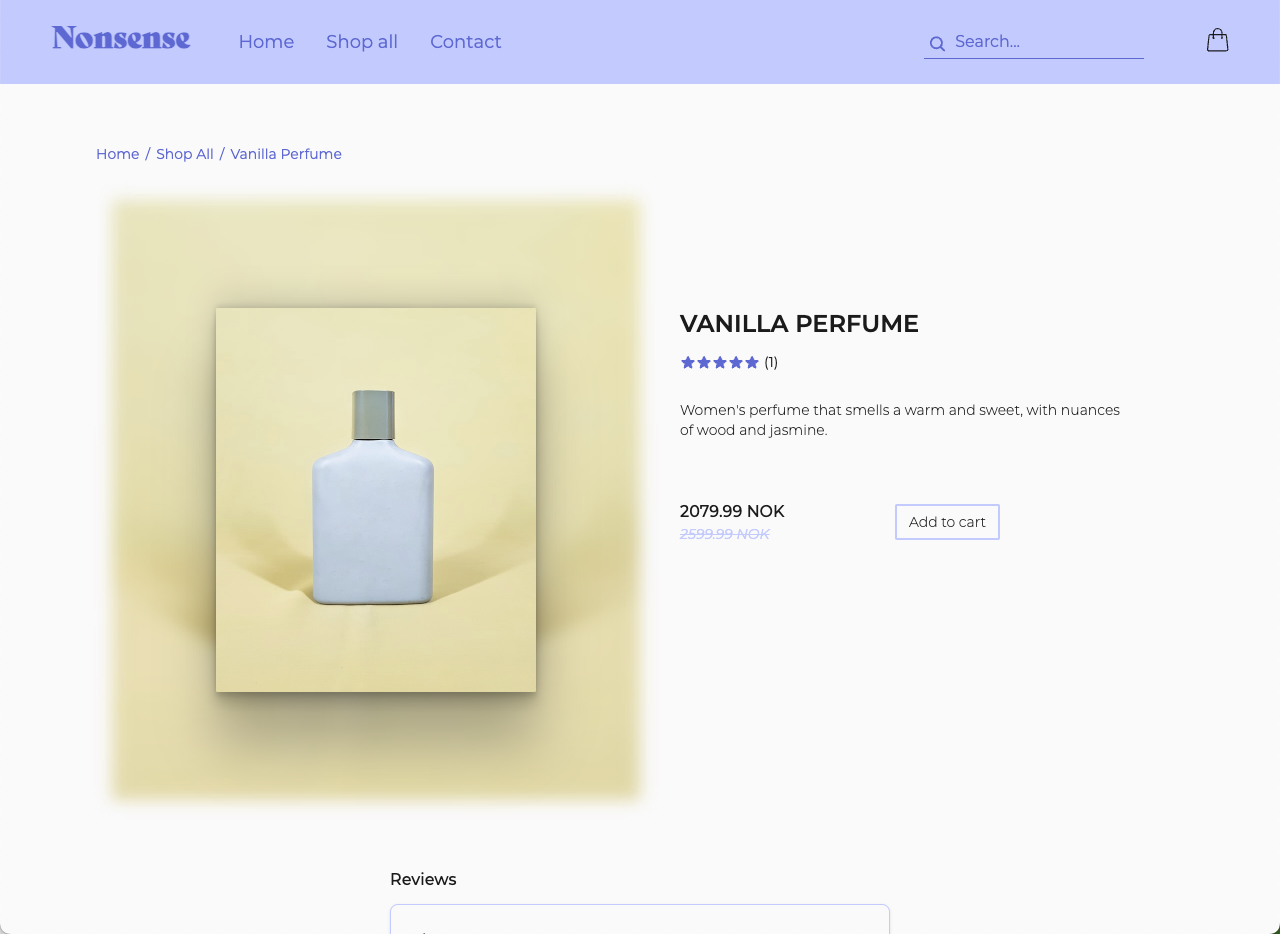 Nonsense Home Shop all Contact Search...
Home / Shop All / Vanilla Perfume
VANILLA PERFUME
(1)
Women's perfume that smells a warm and sweet, with nuances
of wood and jasmine.
2079.99 NOK
2599.99 NOK
Add to cart
Reviews